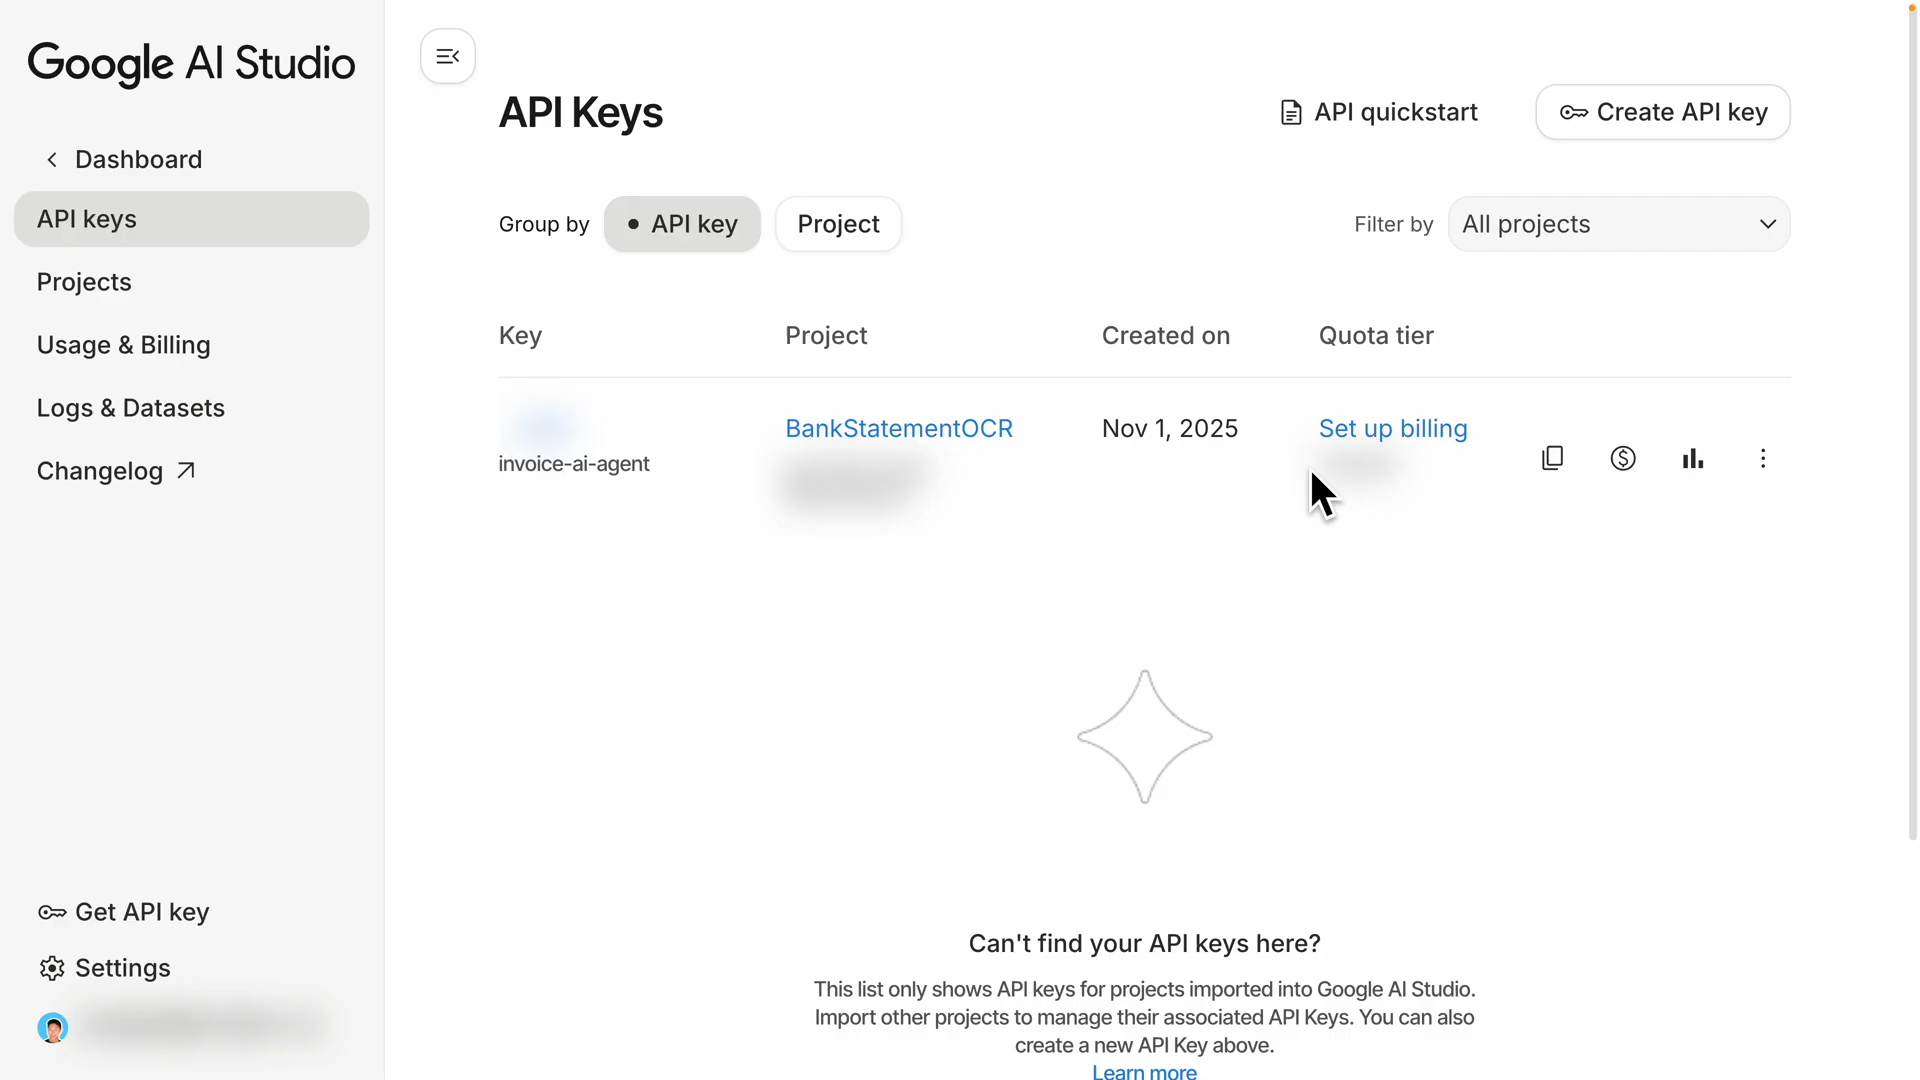 Google AI Studio
Dashboard
API keys
Projects
Usage & Billing
Logs & Datasets
Changelog
Get API key
Settings
API Keys
API quickstart
Create API key
Group by
API key
Project
Filter by
All projects
Key
Project
Created on
Quota tier
BankStatementOCR
Nov 1, 2025
Set up billing
invoice-ai-agent
Can't find your API keys here?
This list only shows API keys for projects imported into Google AI Studio.
Import other projects to manage their associated API Keys. You can also
create a new API Key above.
Learn more